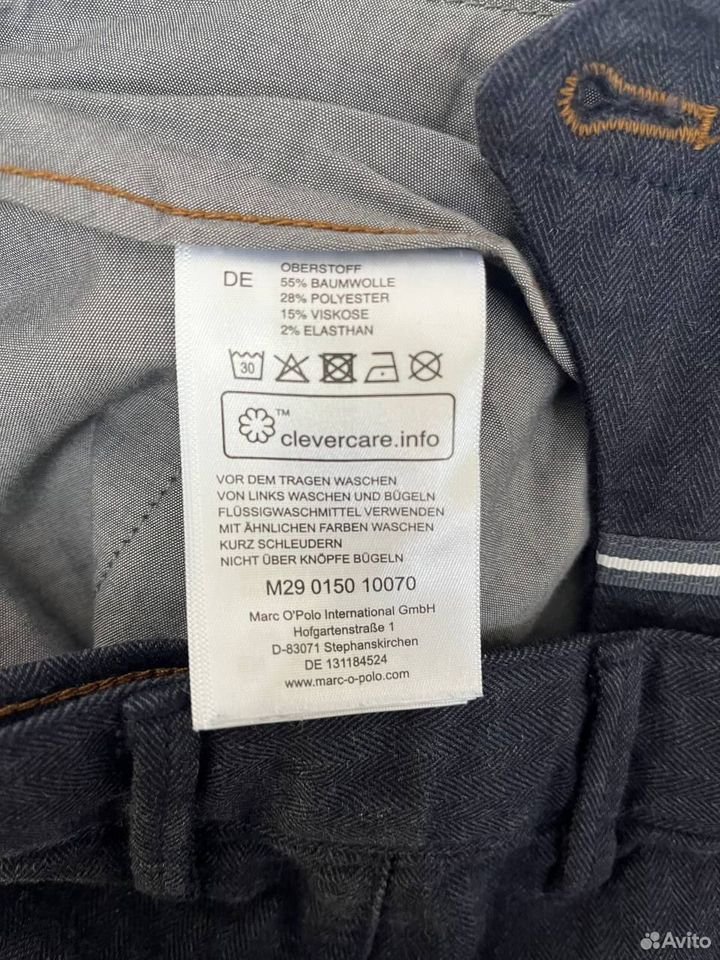 DE
OBERSTOFF
55% BAUMWOLLE
28% POLYESTER
15% VISKOSE
2% ELASTHAN
30
™
clevercare.info
VOR DEM TRAGEN WASCHEN
VON LINKS WASCHEN UND BÜGELN
FLÜSSIGWASCHMITTEL VERWENDEN
MIT ÄHNLICHEN FARBEN WASCHEN
KURZ SCHLEUDERN
NICHT ÜBER KNÖPFE BÜGELN
M29 0150 10070
Marc O'Polo International GmbH
Hofgartenstraße 1
D-83071 Stephanskirchen
DE 131184524
www.marc-o-polo.com
Avito